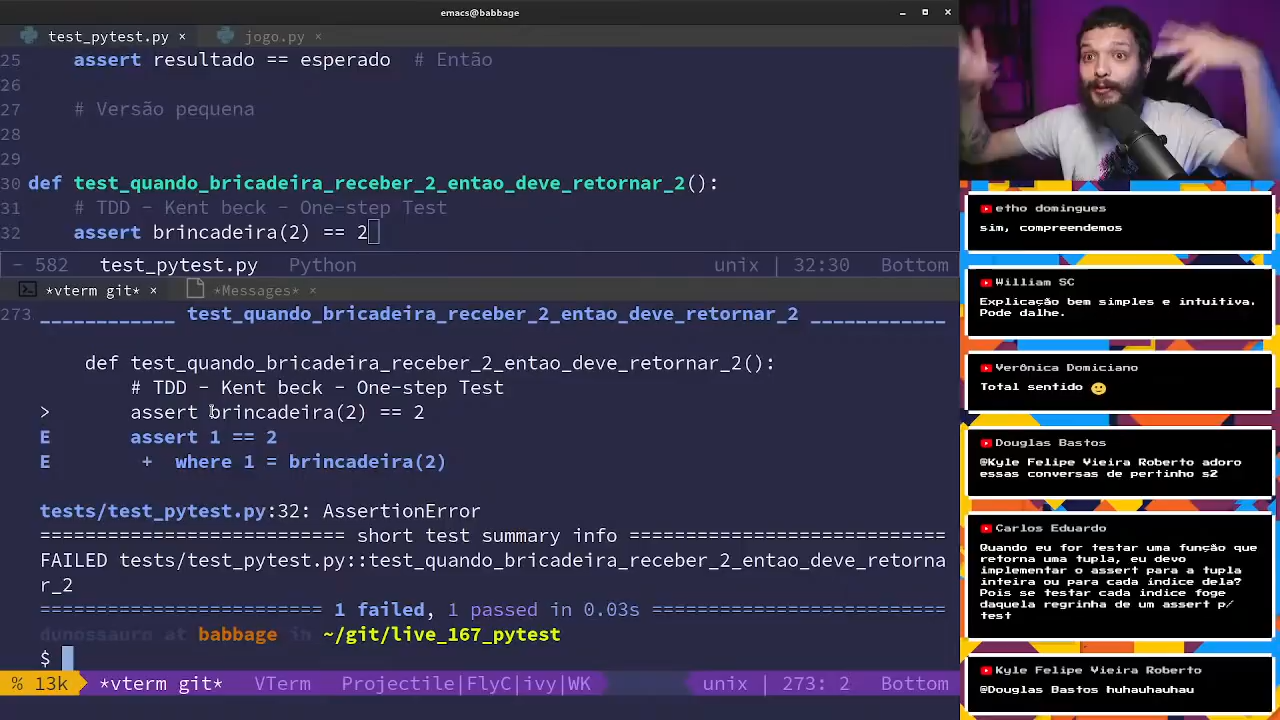 emacs@babbage
test_pytest.py × jogo.py ×
25 assert resultado == esperado # Então
26
27 # Versão pequena
28
29
30 def test_quando_bricadeira_receber_2_entao_deve_retornar_2():
31 # TDD - Kent beck - One-step Test
32 assert brincadeira(2) == 2
- 582 test_pytest.py Python unix | 32:30 Bottom
*vterm git* × *Messages* ×
273 ____________ test_quando_bricadeira_receber_2_entao_deve_retornar_2 ____________
def test_quando_bricadeira_receber_2_entao_deve_retornar_2():
# TDD - Kent beck - One-step Test
> assert brincadeira(2) == 2
E assert 1 == 2
E + where 1 = brincadeira(2)
tests/test_pytest.py:32: AssertionError
=========================== short test summary info ============================
FAILED tests/test_pytest.py::test_quando_bricadeira_receber_2_entao_deve_retorna
r_2
========================= 1 failed, 1 passed in 0.03s ==========================
dunossauro at babbage in ~/git/live_167_pytest
$
% 13k *vterm git* VTerm Projectile|FlyC|ivy|WK unix | 273: 2 Bottom
etho domingues
sim, compreendemos
William SC
Explicação bem simples e intuitiva.
Pode dalhe.
Verônica Domiciano
Total sentido 🙂
Douglas Bastos
@Kyle Felipe Vieira Roberto adoro
essas conversas de pertinho s2
Carlos Eduardo
Quando eu for testar uma função que
retorna uma tupla, eu devo
implementar o assert para a tupla
inteira ou para cada indice dela?
Pois se testar cada indice foge
daquela regrinha de um assert p/
test
Kyle Felipe Vieira Roberto
@Douglas Bastos huhauhauhau